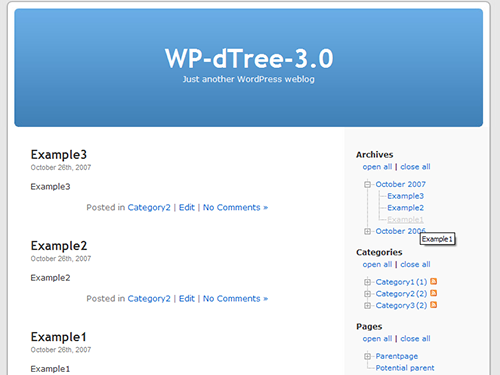 WP-dTree-3.0
Just another WordPress weblog
Example3
October 26th, 2007
Example3
Posted in Category2 | Edit | No Comments »
Example2
October 26th, 2007
Example2
Posted in Category2 | Edit | No Comments »
Example1
October 26th, 2007
Example1
Archives
open all | close all
October 2007
Example3
Example2
Example1
October 2006
Example1
Categories
open all | close all
Category1 (1)
Category2 (2)
Category3 (2)
Pages
open all | close all
Parentpage
Potential parent